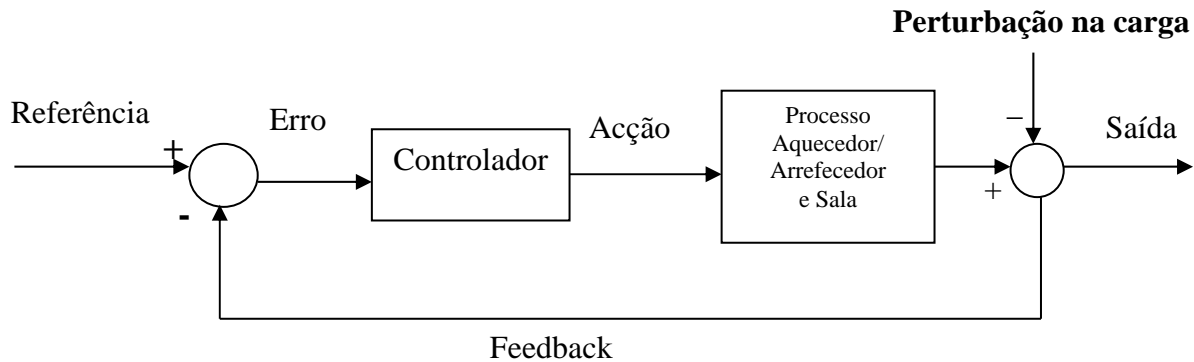 Perturbação na carga
Referência
+
-
Erro
Controlador
Acção
Processo
Aquecedor/
Arrefecedor
e Sala
–
+
Saída
Feedback